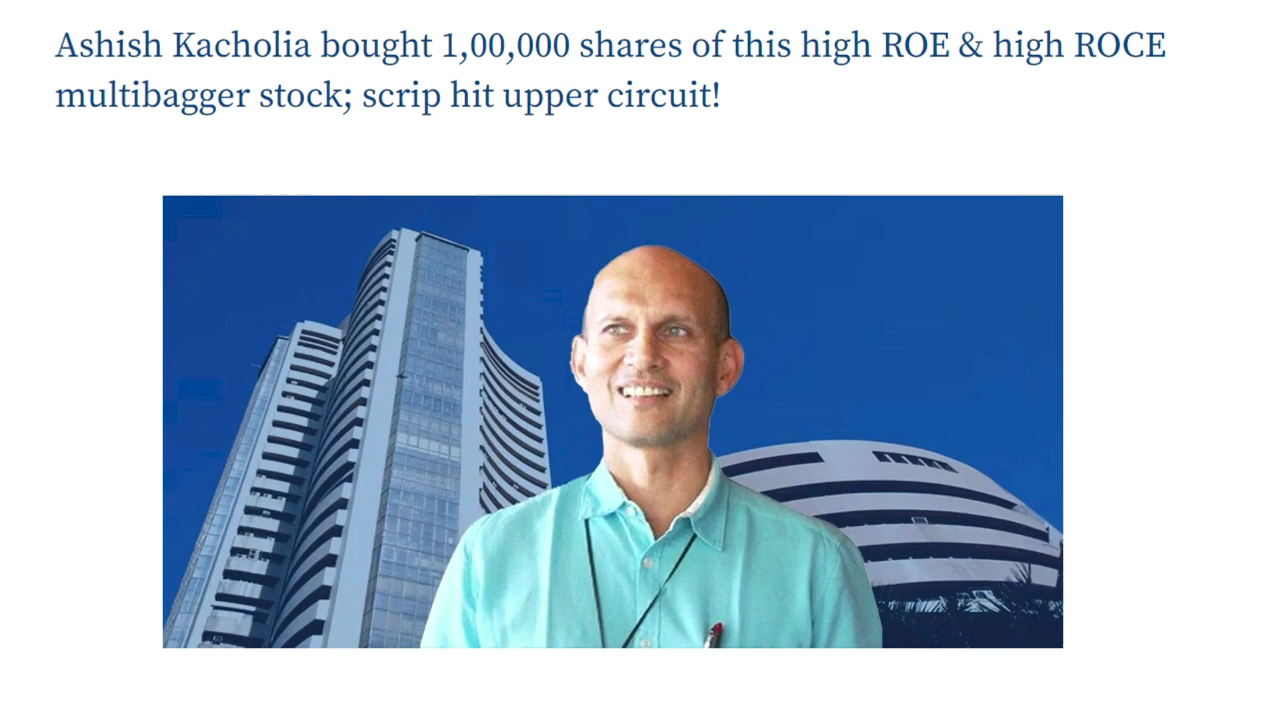 Ashish Kacholia bought 1,00,000 shares of this high ROE & high ROCE
multibagger stock; scrip hit upper circuit!